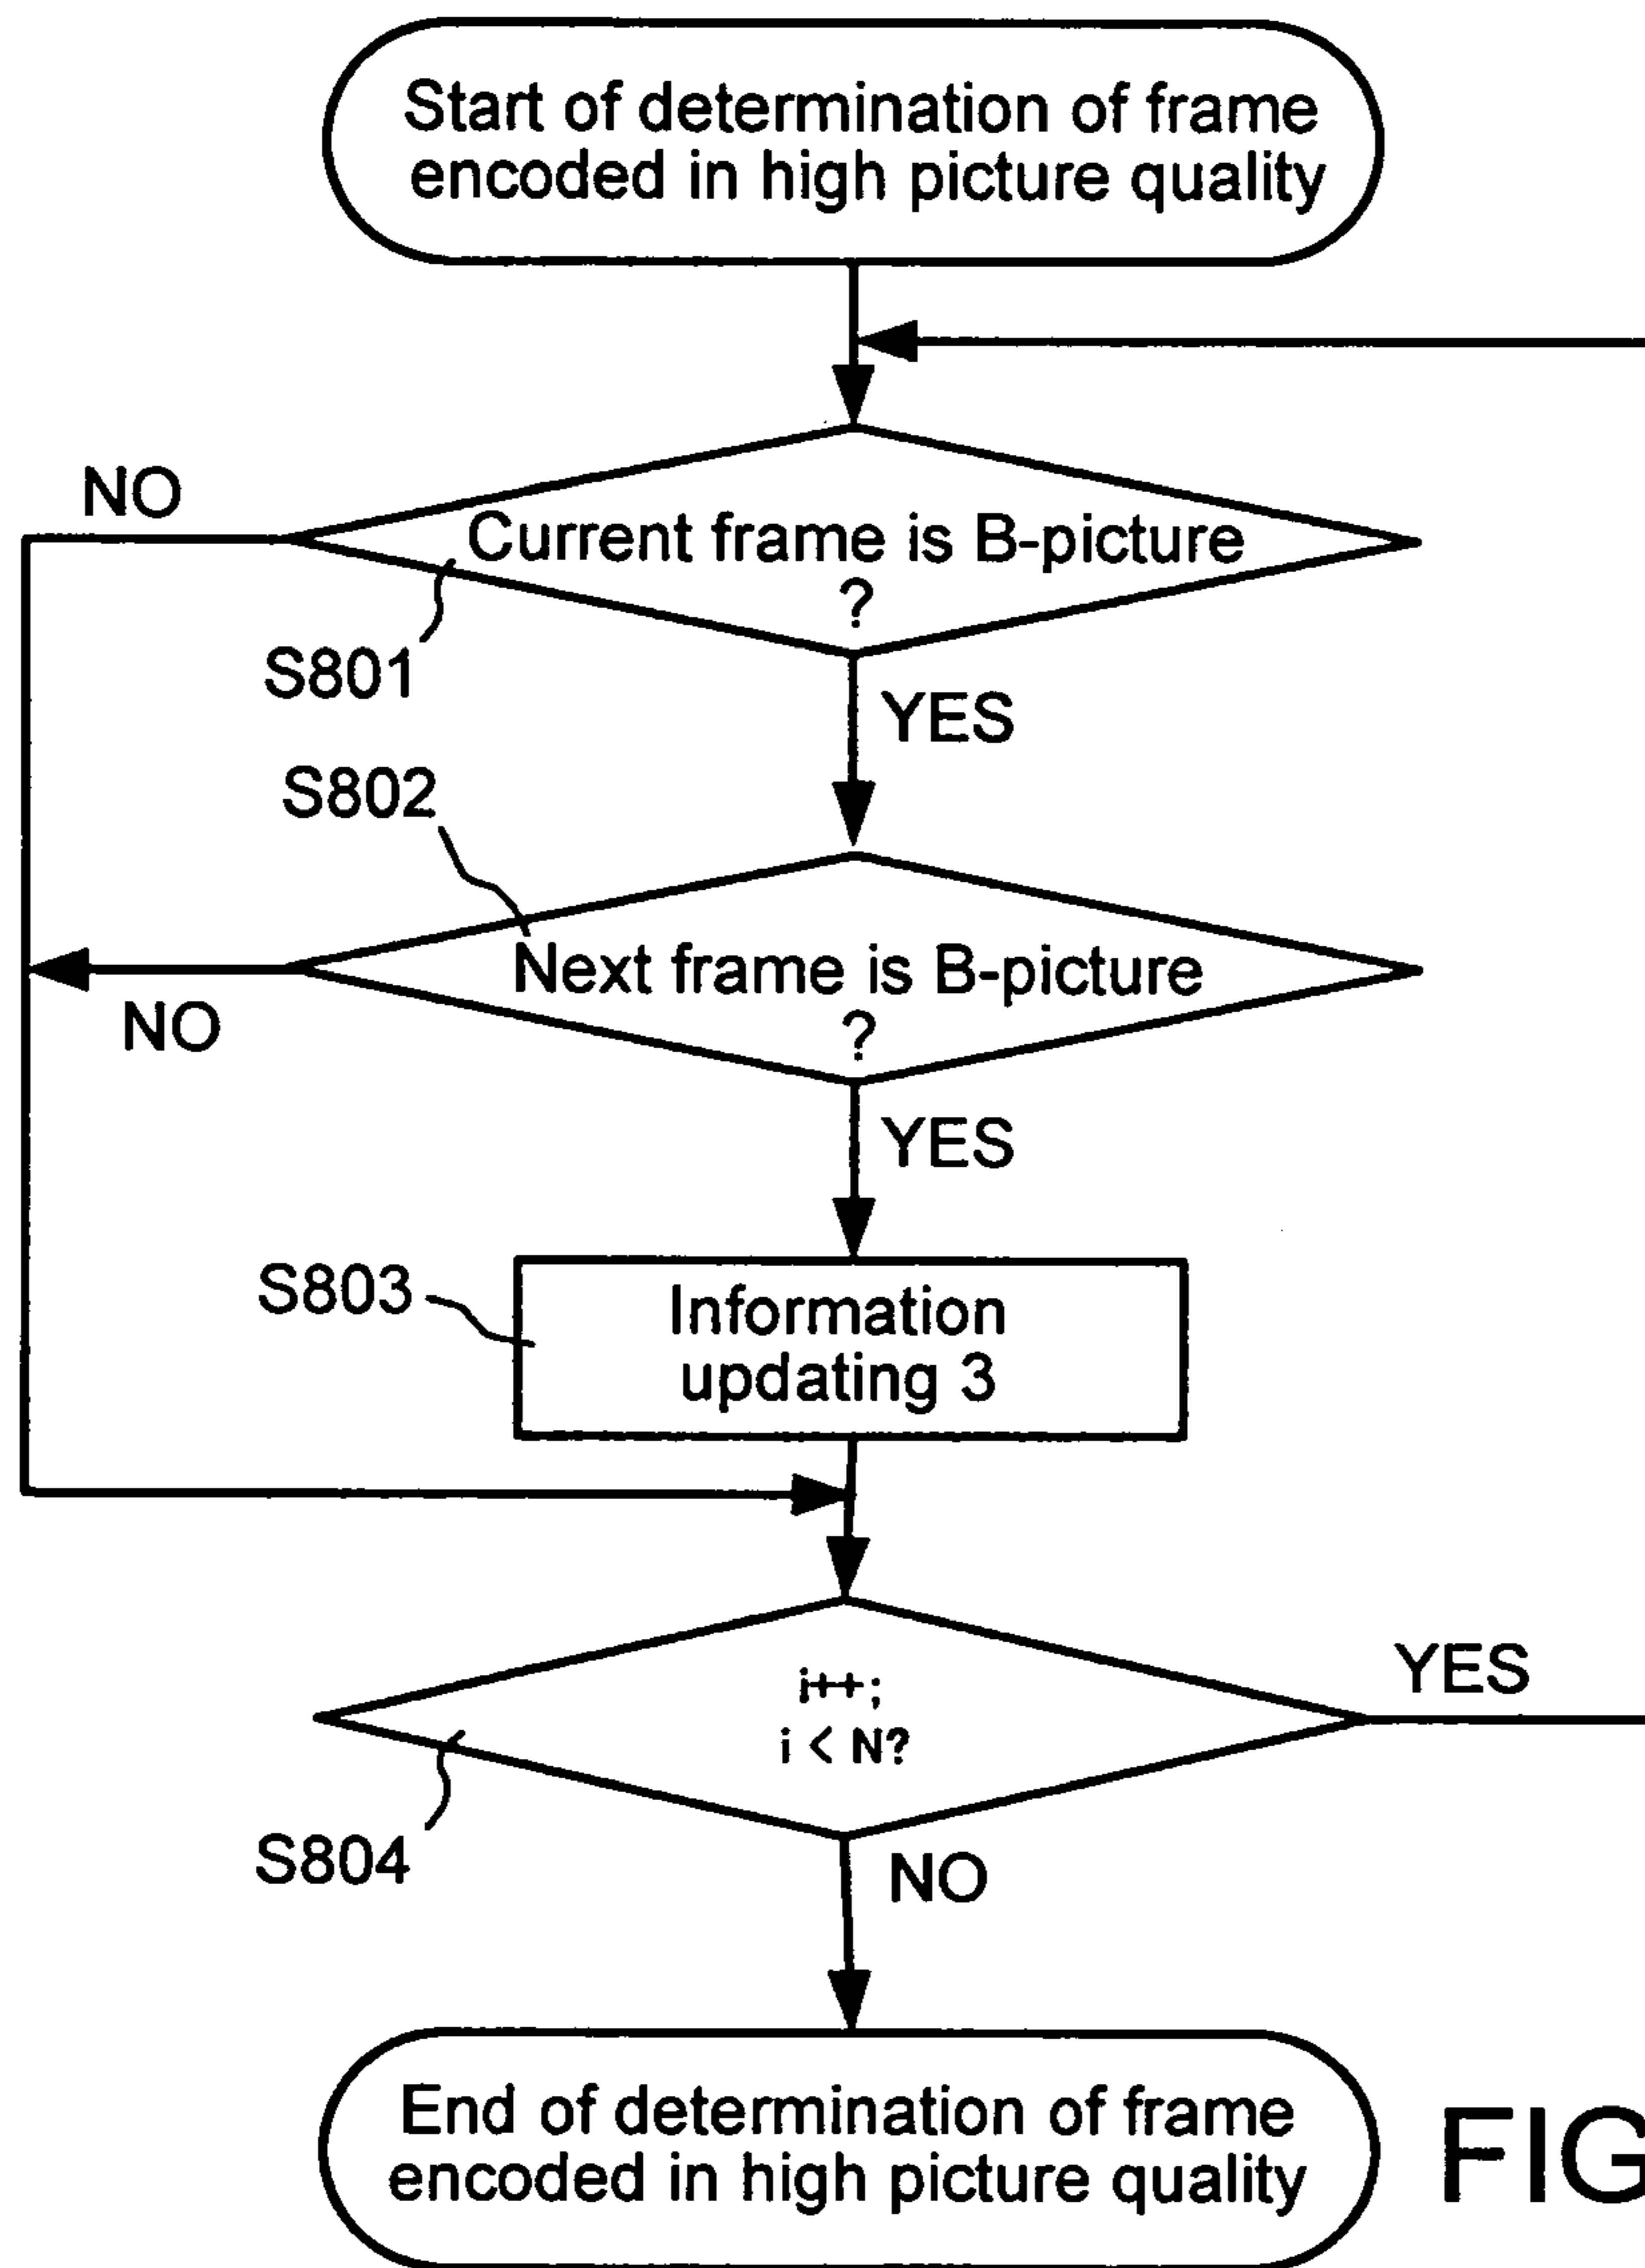 Start of determination of frame
encoded in high picture quality
NO
Current frame is B-picture
?
S801
YES
S802
Next frame is B-picture
?
NO
YES
S803
Information
updating 3
i++;
i < N?
YES
S804
NO
End of determination of frame
encoded in high picture quality
FIG